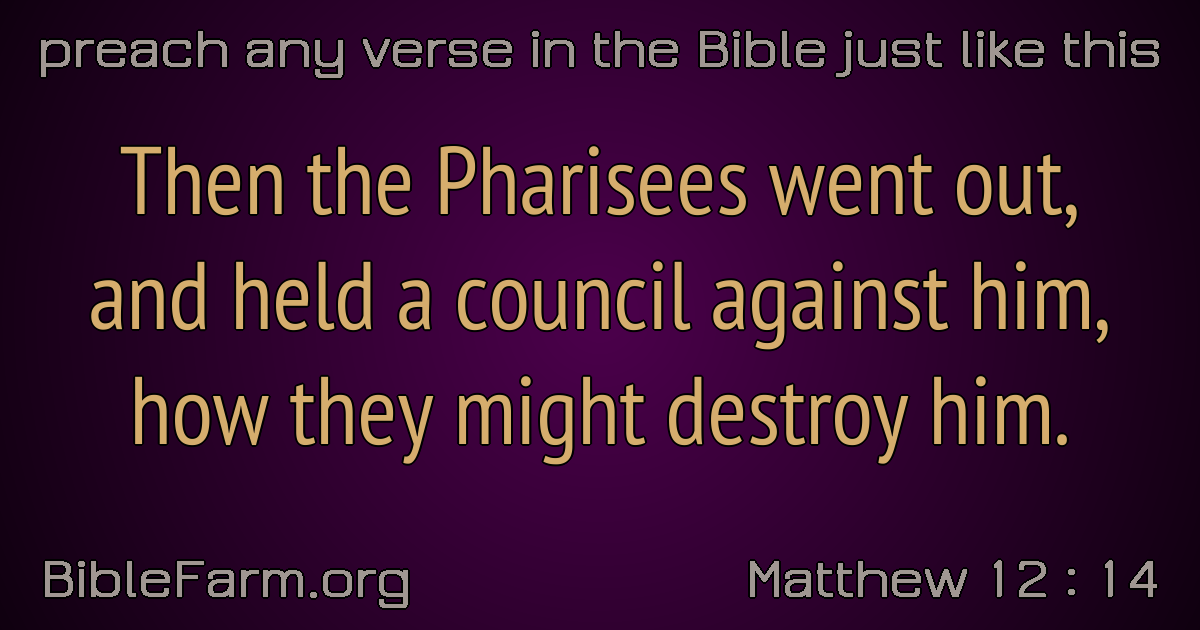 preach any verse in the Bible just like this
Then the Pharisees went out,
and held a council against him,
how they might destroy him.
BibleFarm.org
Matthew 12 : 14